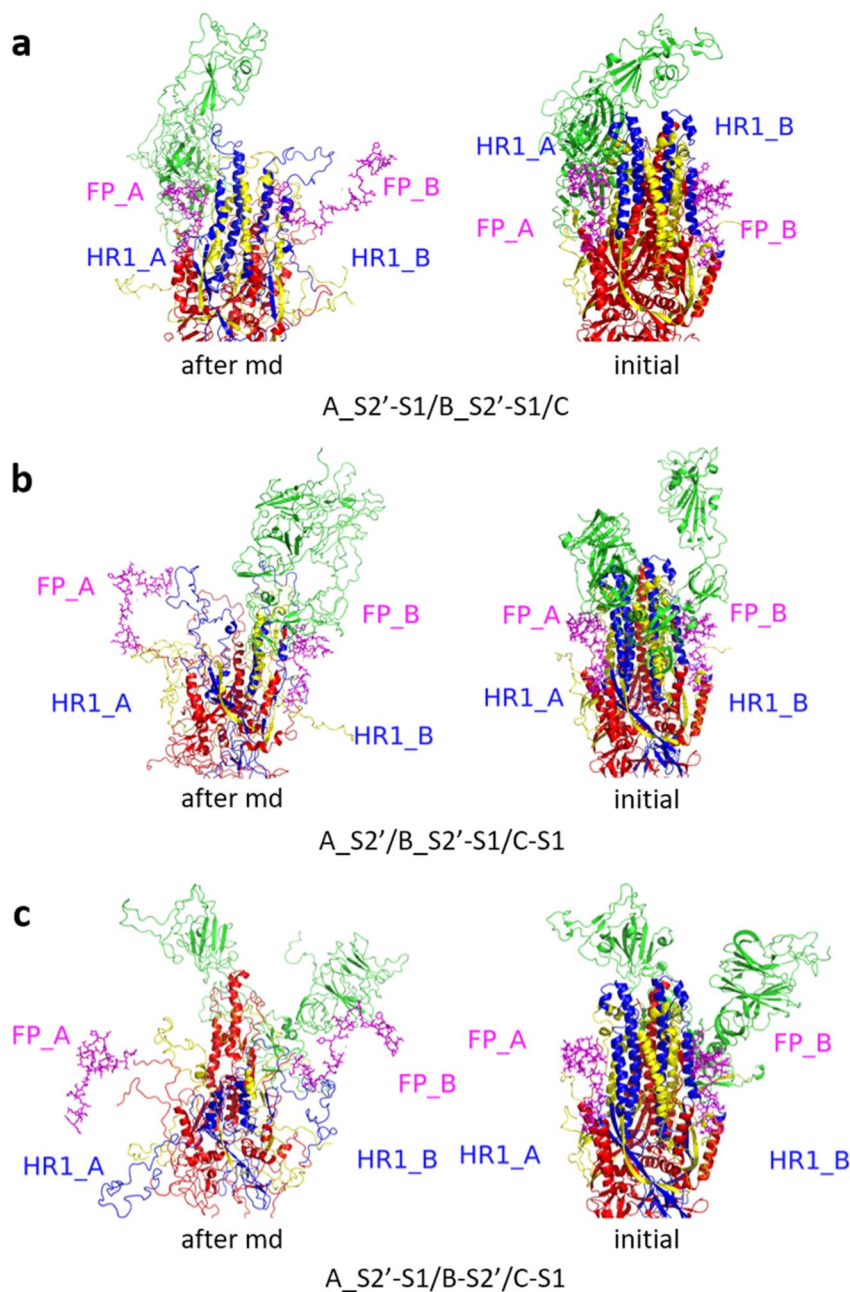 a
FP_A
HR1_A
FP_B
HR1_B
after md
HR1_A
HR1_B
FP_A
FP_B
initial
A_S2’-S1/B_S2’-S1/C
b
FP_A
FP_B
HR1_A
HR1_B
after md
FP_A
FP_B
HR1_A
HR1_B
initial
A_S2’/B_S2’-S1/C-S1
c
FP_A
FP_B
HR1_A
HR1_B
after md
FP_A
FP_B
HR1_A
HR1_B
initial
A_S2’-S1/B-S2’/C-S1